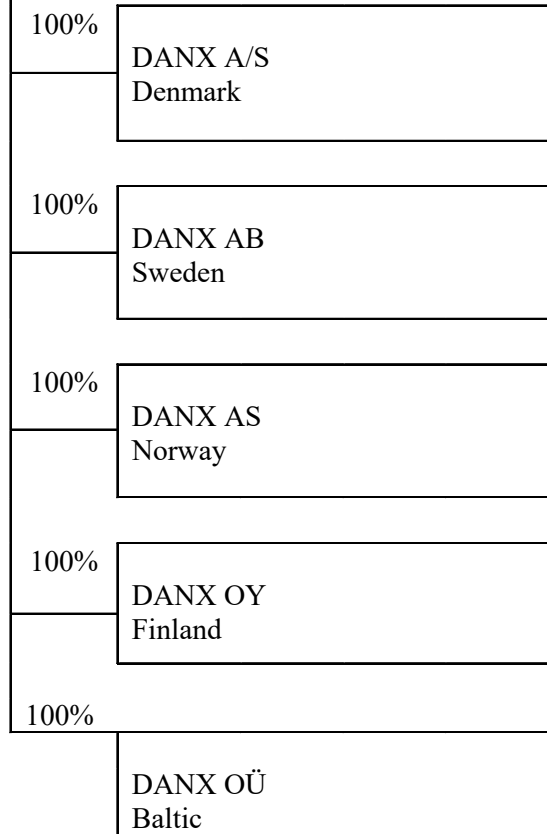 100%
DANX A/S
Denmark
100%
DANX AB
Sweden
100%
DANX AS
Norway
100%
DANX OY
Finland
100%
DANX OÜ
Baltic